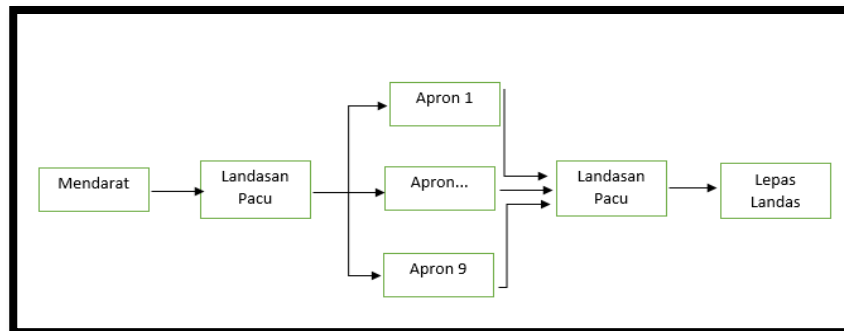 Mendarat
Landasan
Pacu
Apron 1
Apron...
Apron 9
Landasan
Pacu
Lepas
Landas